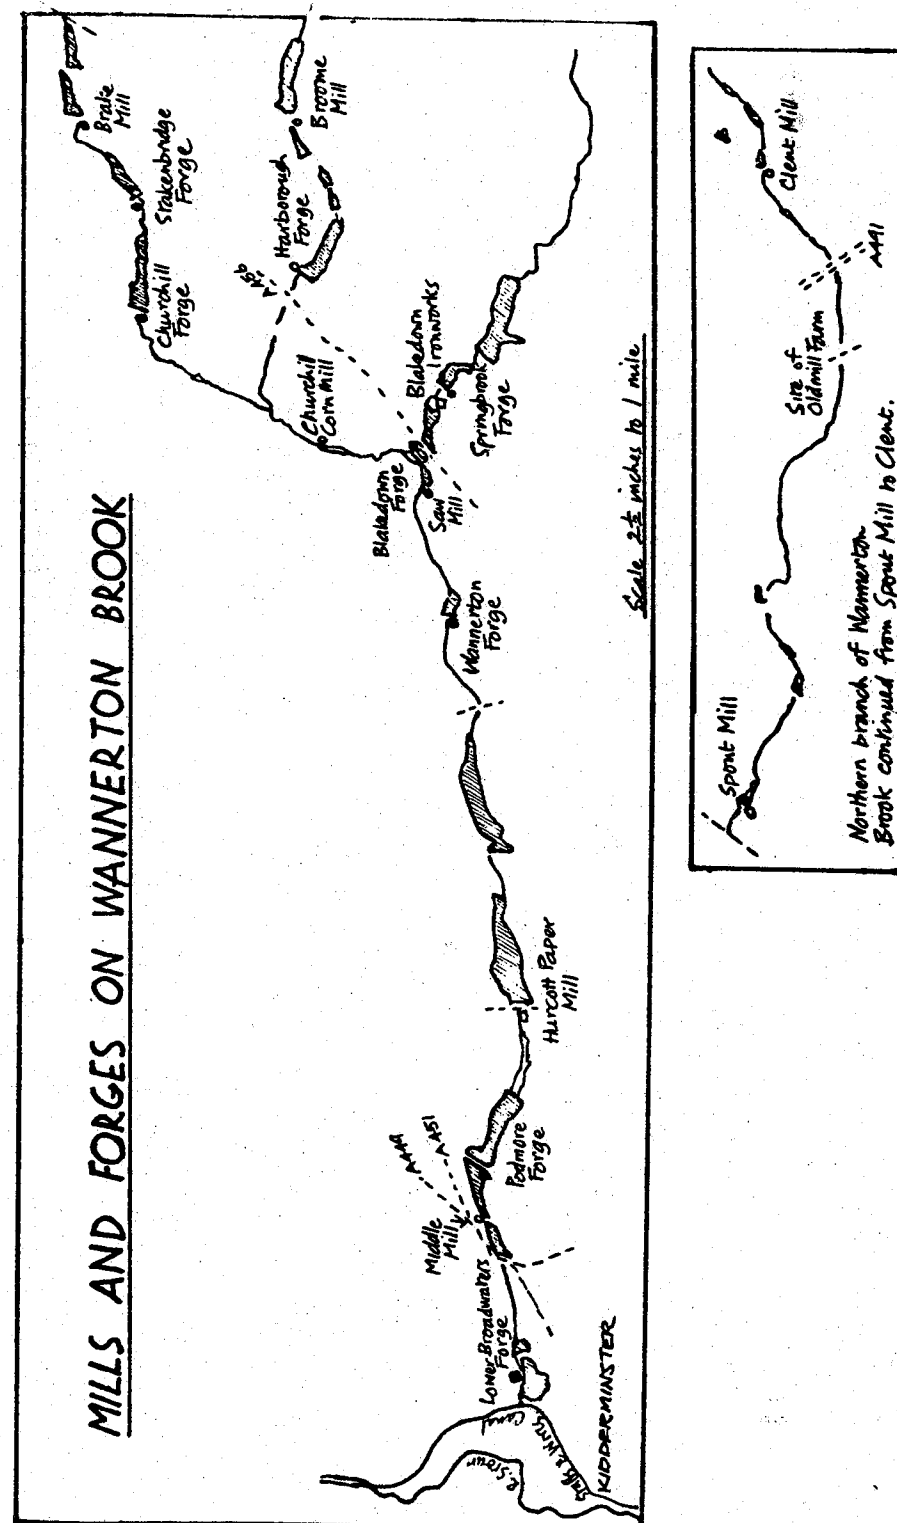 MILLS AND FORGES ON WANNERTON BROOK
Brake
Mill
Stakenbridge
Forge
Churchill
Forge
Broome
Mill
Harborough
Forge
A456
Churchill
Corn Mill
Blakedown
Ironworks
Springbrook
Forge
Blakedown
Forge
Saw
Mill
Wannerton
Forge
Hurcott Paper
Mill
Podmore
Forge
A449
A451
Middle
Mill
Lower Broadwaters
Forge
Staffs & Worcs
Canal
R. Stour
KIDDERMINSTER
Scale 2½ inches to 1 mile
Spout Mill
Site of
Oldmill Farm
A491
Clent Mill
Northern branch of Wannerton
Brook continued from Spout Mill to Clent.